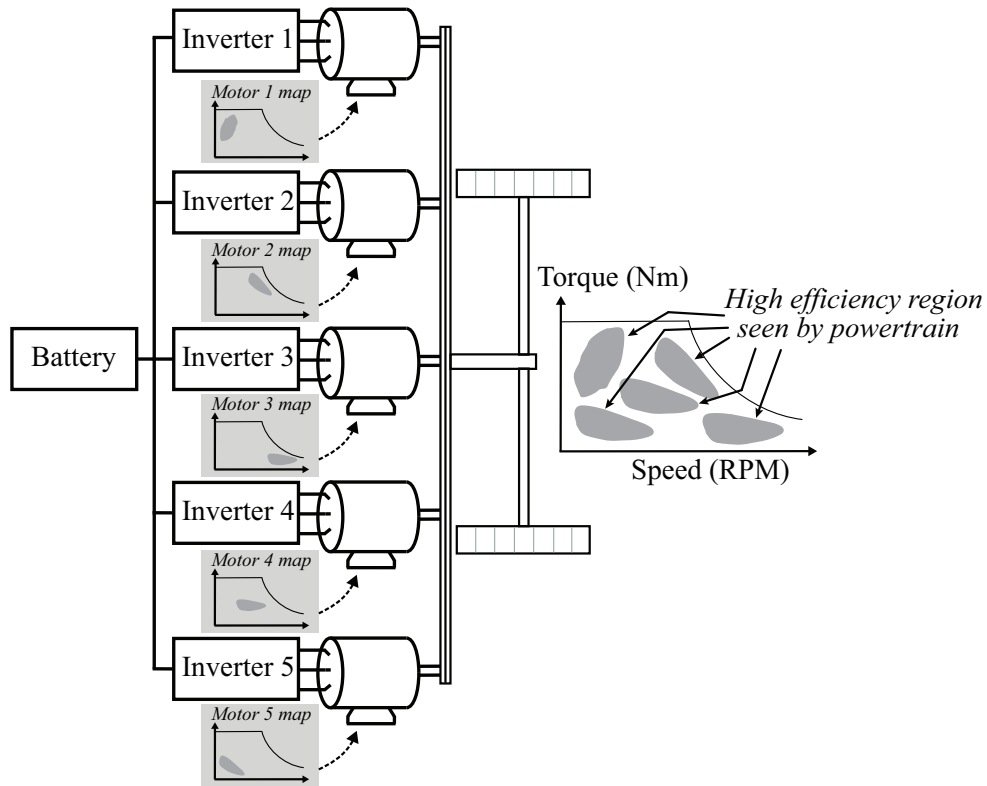 Inverter 1
Motor 1 map
Inverter 2
Motor 2 map
Battery
Inverter 3
Motor 3 map
Inverter 4
Motor 4 map
Inverter 5
Motor 5 map
Torque (Nm)
High efficiency region
seen by powertrain
Speed (RPM)